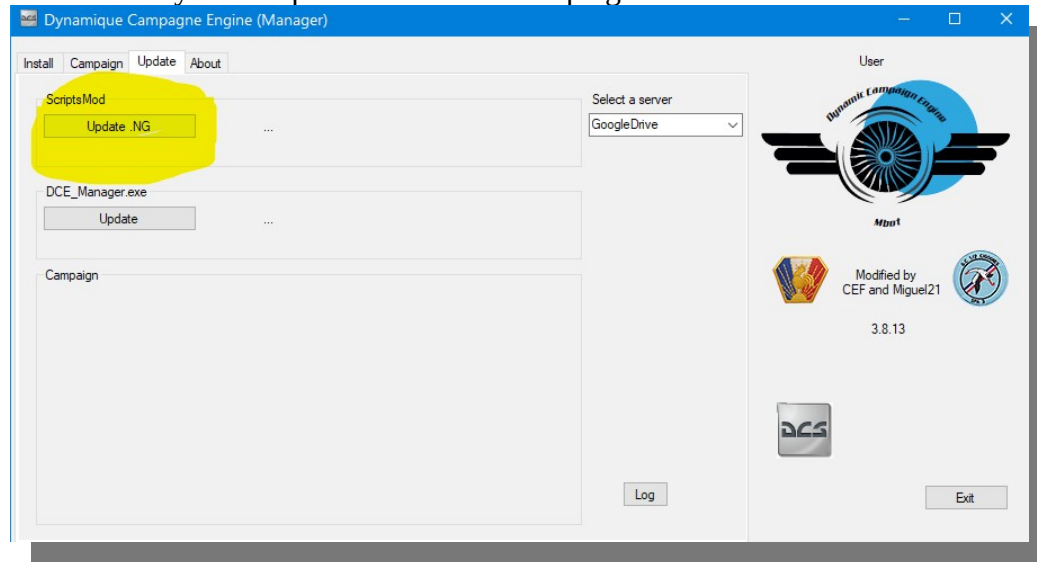 Dynamique Campagne Engine (Manager)
Install Campaign Update About
User
ScriptsMod
Select a server
Update .NG
...
GoogleDrive
Dynamic Campaign Engine
DCE_Manager.exe
Update
...
Mbot
Campaign
Modified by
CEF and Miguel21
3.8.13
DCS
Log
Exit